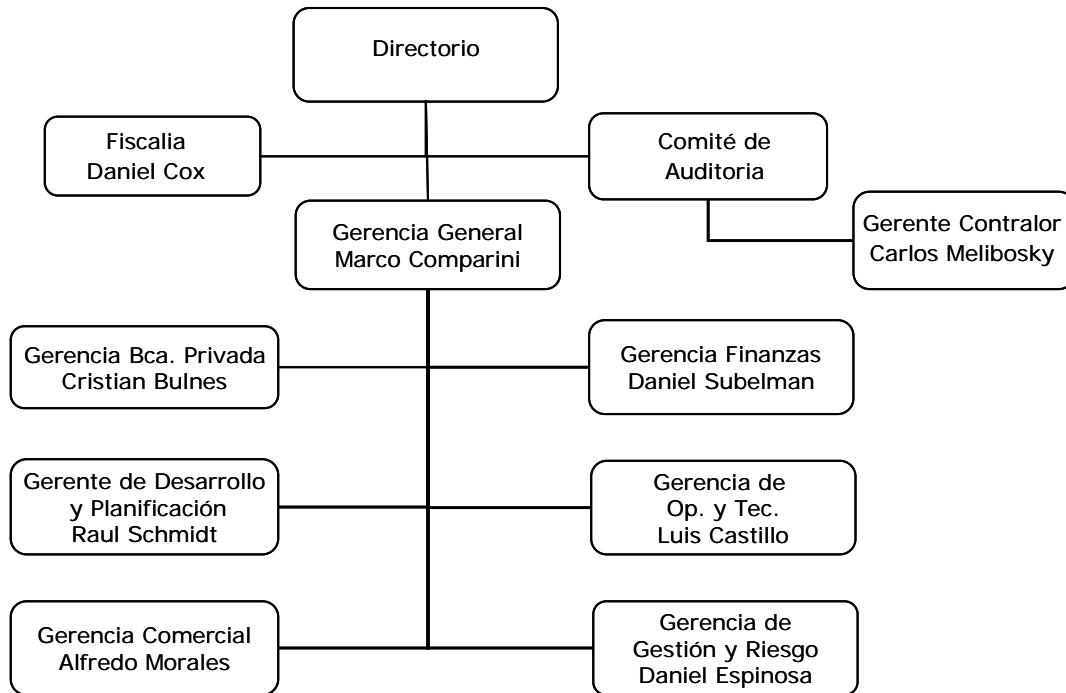 Directorio
Fiscalia
Daniel Cox
Comité de
Auditoria
Gerencia General
Marco Comparini
Gerente Contralor
Carlos Melibosky
Gerencia Bca. Privada
Cristian Bulnes
Gerencia Finanzas
Daniel Subelman
Gerente de Desarrollo
y Planificación
Raul Schmidt
Gerencia de
Op. y Tec.
Luis Castillo
Gerencia Comercial
Alfredo Morales
Gerencia de
Gestión y Riesgo
Daniel Espinosa